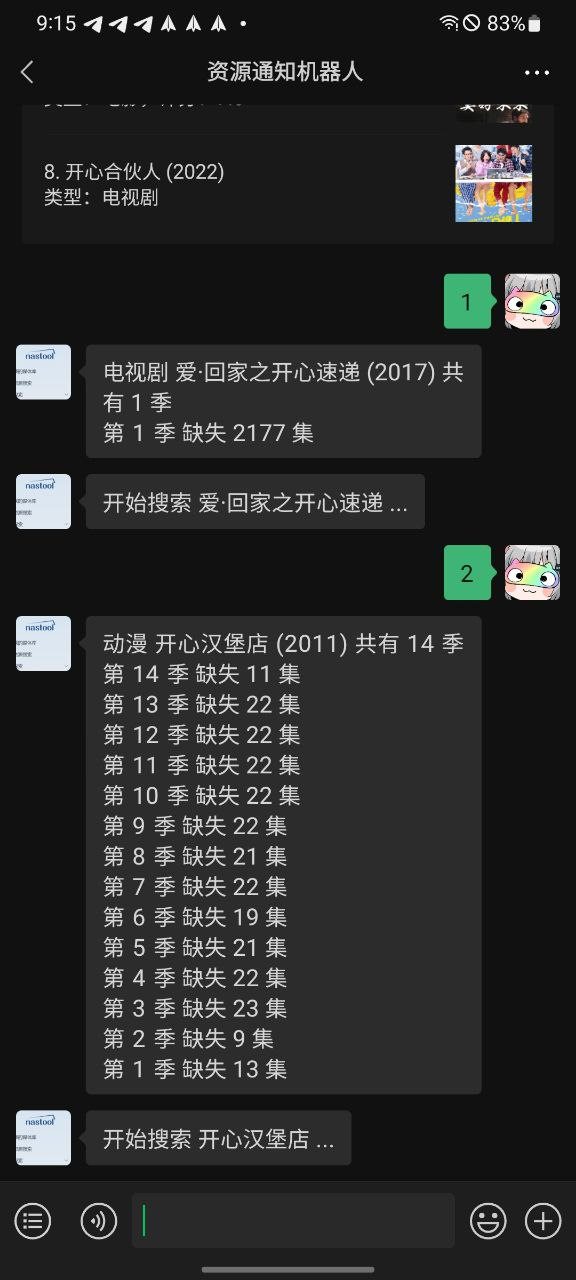 9:15
83%
资源通知机器人
8. 开心合伙人 (2022)
类型：电视剧
1
nastool
电视剧 爱·回家之开心速递 (2017) 共
有 1 季
第 1 季 缺失 2177 集
nastool
开始搜索 爱·回家之开心速递 ...
2
nastool
动漫 开心汉堡店 (2011) 共有 14 季
第 14 季 缺失 11 集
第 13 季 缺失 22 集
第 12 季 缺失 22 集
第 11 季 缺失 22 集
第 10 季 缺失 22 集
第 9 季 缺失 22 集
第 8 季 缺失 21 集
第 7 季 缺失 22 集
第 6 季 缺失 19 集
第 5 季 缺失 21 集
第 4 季 缺失 22 集
第 3 季 缺失 23 集
第 2 季 缺失 9 集
第 1 季 缺失 13 集
nastool
开始搜索 开心汉堡店 ...